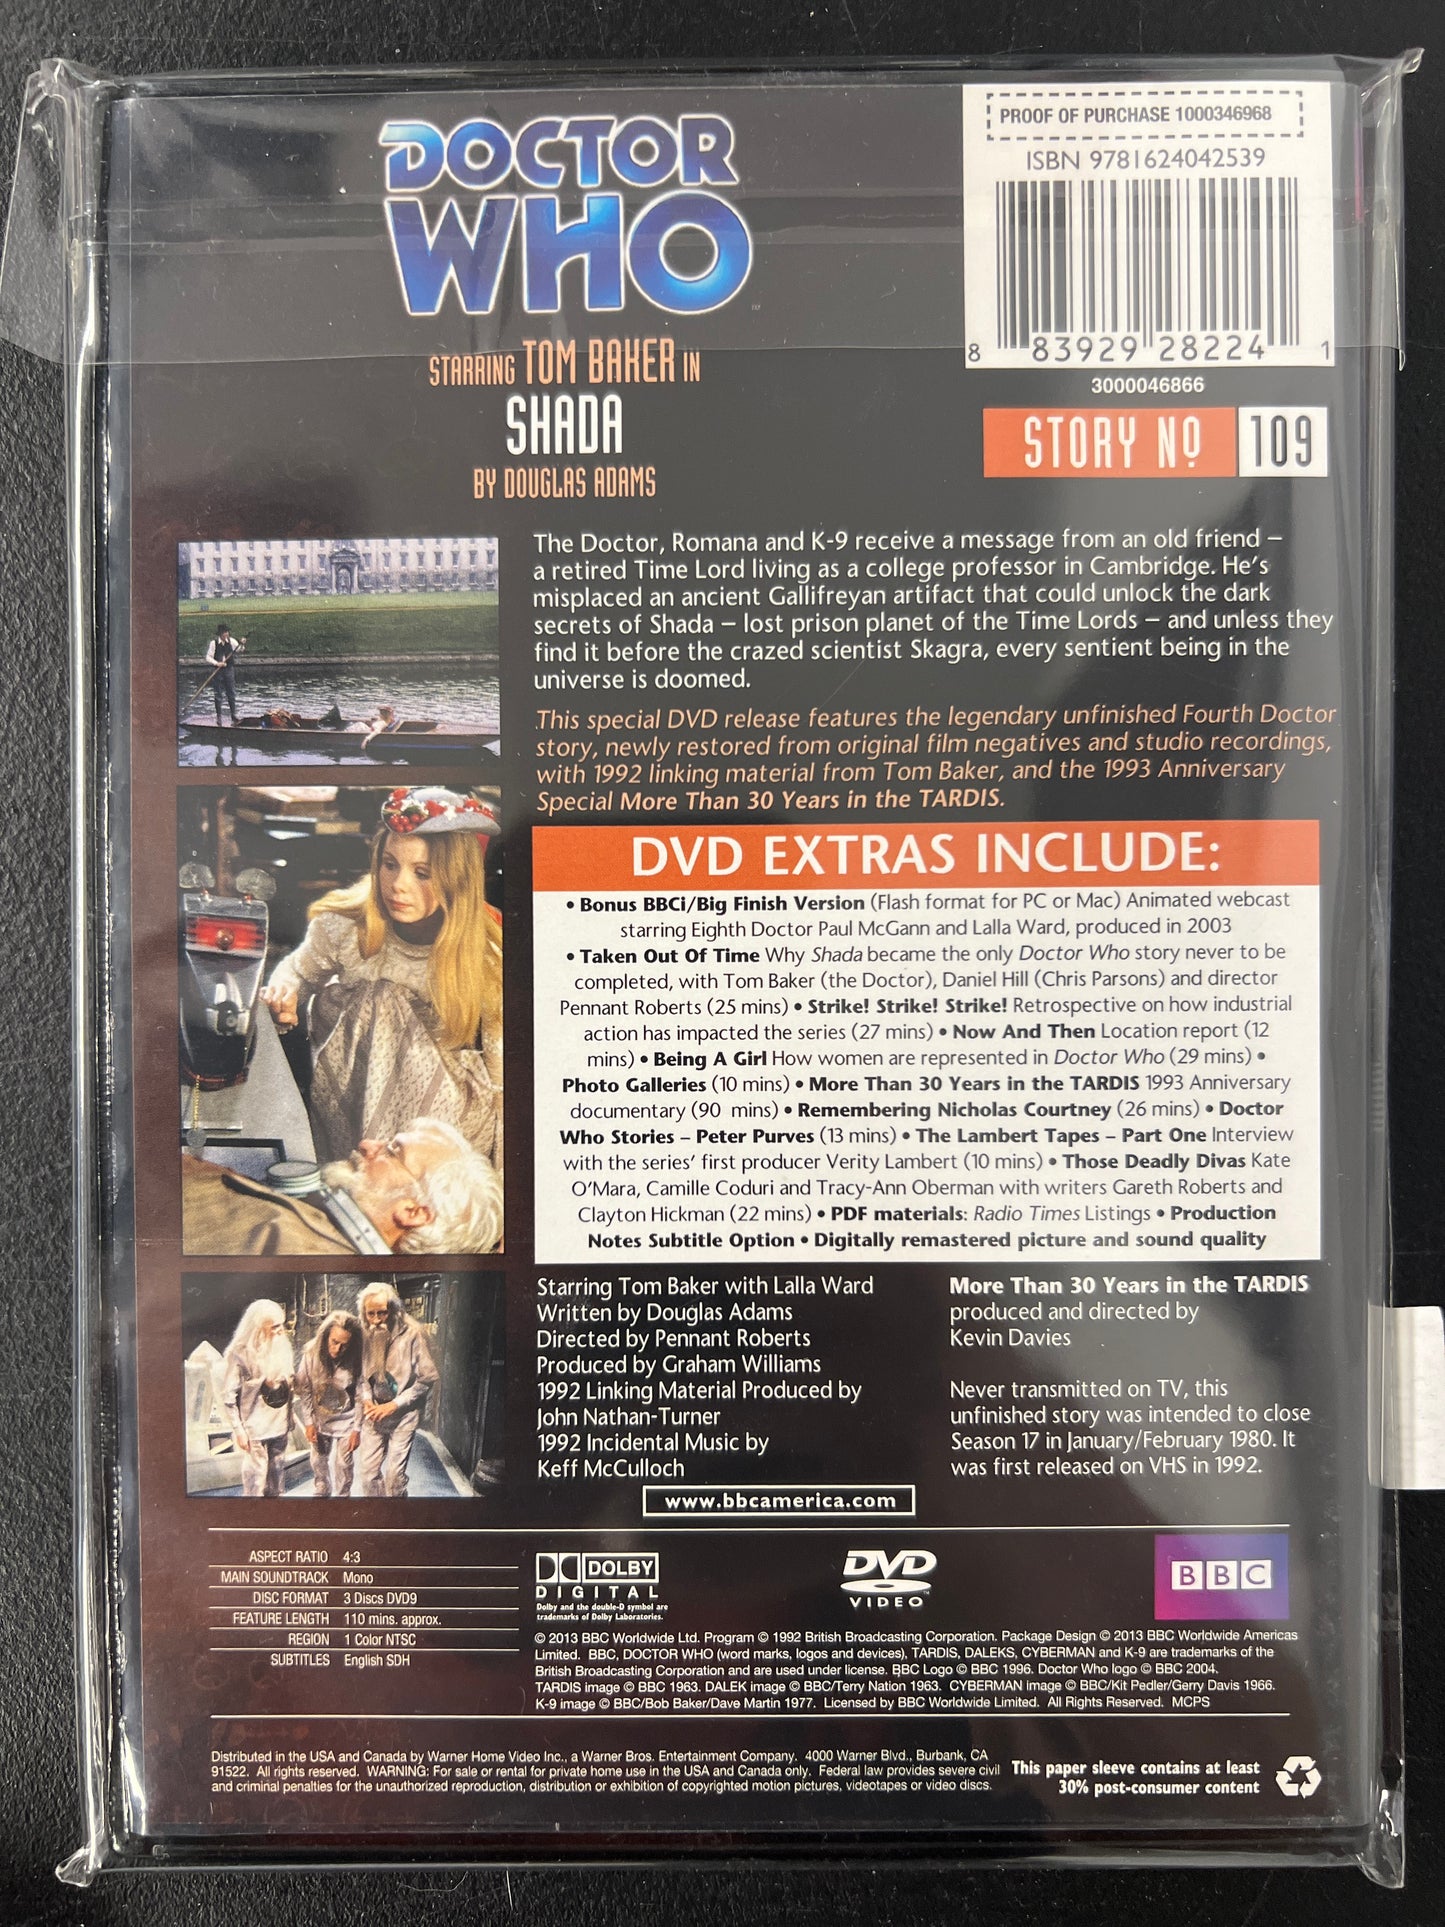 DOCTOR
WHO
™
STARRING TOM BAKER IN
SHADA
BY DOUGLAS ADAMS
PROOF OF PURCHASE 1000346968
ISBN 9781624042539
8 83929 28224 1
3000046866
STORY No 109
The Doctor, Romana and K-9 receive a message from an old friend –
a retired Time Lord living as a college professor in Cambridge. He's
misplaced an ancient Gallifreyan artifact that could unlock the dark
secrets of Shada – lost prison planet of the Time Lords – and unless they
find it before the crazed scientist Skagra, every sentient being in the
universe is doomed.
This special DVD release features the legendary unfinished Fourth Doctor
story, newly restored from original film negatives and studio recordings,
with 1992 linking material from Tom Baker, and the 1993 Anniversary
Special More Than 30 Years in the TARDIS.
DVD EXTRAS INCLUDE:
• Bonus BBCi/Big Finish Version (Flash format for PC or Mac) Animated webcast
starring Eighth Doctor Paul McGann and Lalla Ward, produced in 2003
• Taken Out Of Time Why Shada became the only Doctor Who story never to be
completed, with Tom Baker (the Doctor), Daniel Hill (Chris Parsons) and director
Pennant Roberts (25 mins) • Strike! Strike! Strike! Retrospective on how industrial
action has impacted the series (27 mins) • Now And Then Location report (12
mins) • Being A Girl How women are represented in Doctor Who (29 mins) •
Photo Galleries (10 mins) • More Than 30 Years in the TARDIS 1993 Anniversary
documentary (90 mins) • Remembering Nicholas Courtney (26 mins) • Doctor
Who Stories – Peter Purves (13 mins) • The Lambert Tapes – Part One Interview
with the series' first producer Verity Lambert (10 mins) • Those Deadly Divas Kate
O'Mara, Camille Coduri and Tracy-Ann Oberman with writers Gareth Roberts and
Clayton Hickman (22 mins) • PDF materials: Radio Times Listings • Production
Notes Subtitle Option • Digitally remastered picture and sound quality
Starring Tom Baker with Lalla Ward
Written by Douglas Adams
Directed by Pennant Roberts
Produced by Graham Williams
1992 Linking Material Produced by
John Nathan-Turner
1992 Incidental Music by
Keff McCulloch
More Than 30 Years in the TARDIS
produced and directed by
Kevin Davies
Never transmitted on TV, this
unfinished story was intended to close
Season 17 in January/February 1980. It
was first released on VHS in 1992.
www.bbcamerica.com
ASPECT RATIO 4:3
MAIN SOUNDTRACK Mono
DISC FORMAT 3 Discs DVD9
FEATURE LENGTH 110 mins. approx.
REGION 1 Color NTSC
SUBTITLES English SDH
DOLBY
DIGITAL
Dolby and the double-D symbol are
trademarks of Dolby Laboratories.
DVD
VIDEO ™
BBC
© 2013 BBC Worldwide Ltd. Program © 1992 British Broadcasting Corporation. Package Design © 2013 BBC Worldwide Americas
Limited. BBC, DOCTOR WHO (word marks, logos and devices), TARDIS, DALEKS, CYBERMAN and K-9 are trademarks of the
British Broadcasting Corporation and are used under license. BBC Logo © BBC 1996. Doctor Who logo © BBC 2004.
TARDIS image © BBC 1963. DALEK image © BBC/Terry Nation 1963. CYBERMAN image © BBC/Kit Pedler/Gerry Davis 1966.
K-9 image © BBC/Bob Baker/Dave Martin 1977. Licensed by BBC Worldwide Limited. All Rights Reserved. MCPS
Distributed in the USA and Canada by Warner Home Video Inc., a Warner Bros. Entertainment Company. 4000 Warner Blvd., Burbank, CA
91522. All rights reserved. WARNING: For sale or rental for private home use in the USA and Canada only. Federal law provides severe civil
and criminal penalties for the unauthorized reproduction, distribution or exhibition of copyrighted motion pictures, videotapes or video discs.
This paper sleeve contains at least
30% post-consumer content